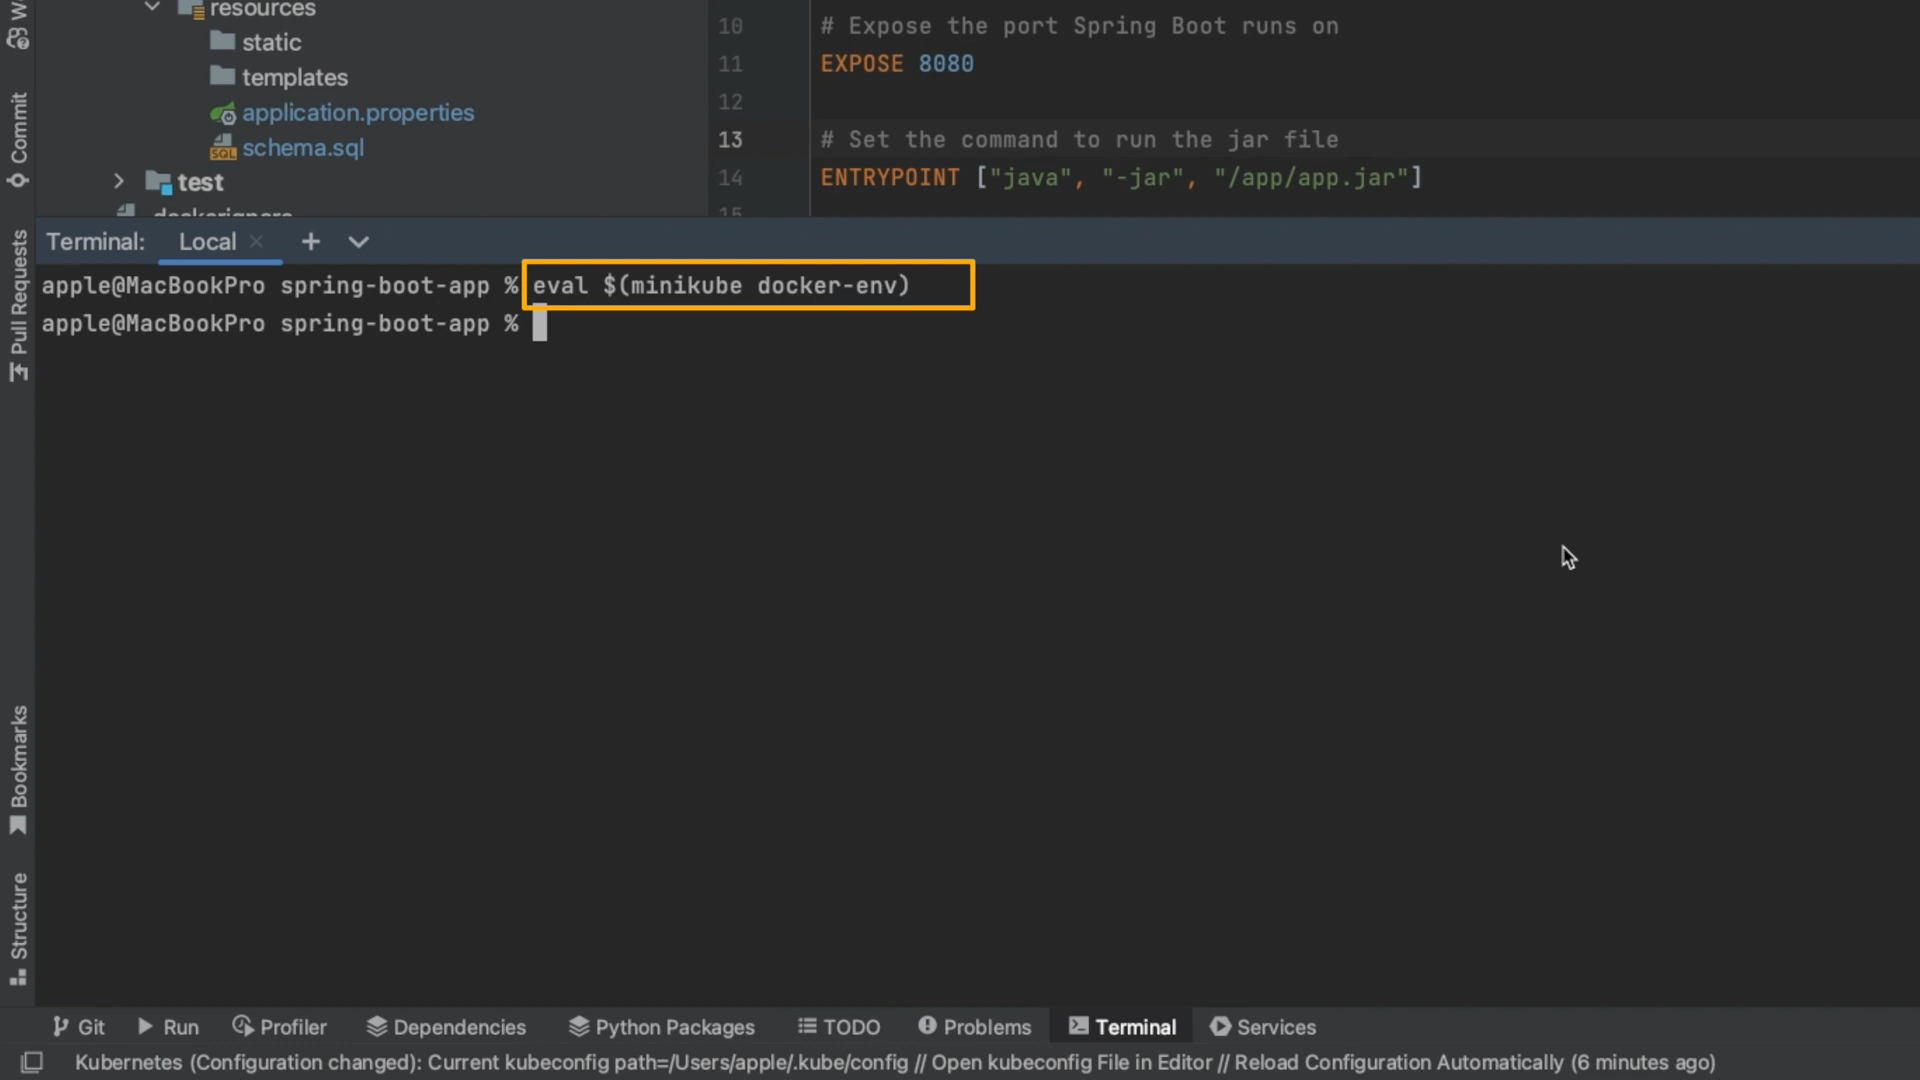 resources
static
templates
application.properties
schema.sql
test
10 # Expose the port Spring Boot runs on
11 EXPOSE 8080
12
13 # Set the command to run the jar file
14 ENTRYPOINT ["java", "-jar", "/app/app.jar"]
15
Commit
Pull Requests
Bookmarks
Structure
Terminal: Local
apple@MacBookPro spring-boot-app % eval $(minikube docker-env)
apple@MacBookPro spring-boot-app %
Git Run Profiler Dependencies Python Packages TODO Problems Terminal Services
Kubernetes (Configuration changed): Current kubeconfig path=/Users/apple/.kube/config // Open kubeconfig File in Editor // Reload Configuration Automatically (6 minutes ago)